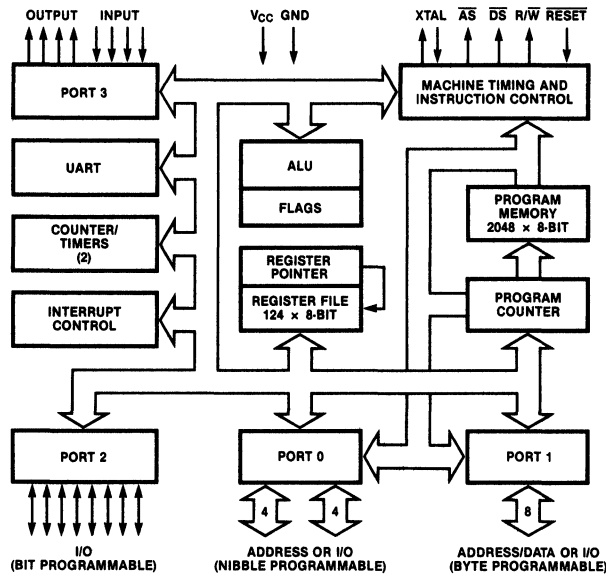 OUTPUT INPUT
VCC GND
XTAL AS DS R/W RESET
PORT 3
MACHINE TIMING AND
INSTRUCTION CONTROL
UART
ALU
FLAGS
PROGRAM
MEMORY
2048 × 8-BIT
COUNTER/
TIMERS
(2)
REGISTER
POINTER
REGISTER FILE
124 × 8-BIT
PROGRAM
COUNTER
INTERRUPT
CONTROL
PORT 2
PORT 0
PORT 1
4 4 8
I/O
(BIT PROGRAMMABLE)
ADDRESS OR I/O
(NIBBLE PROGRAMMABLE)
ADDRESS/DATA OR I/O
(BYTE PROGRAMMABLE)